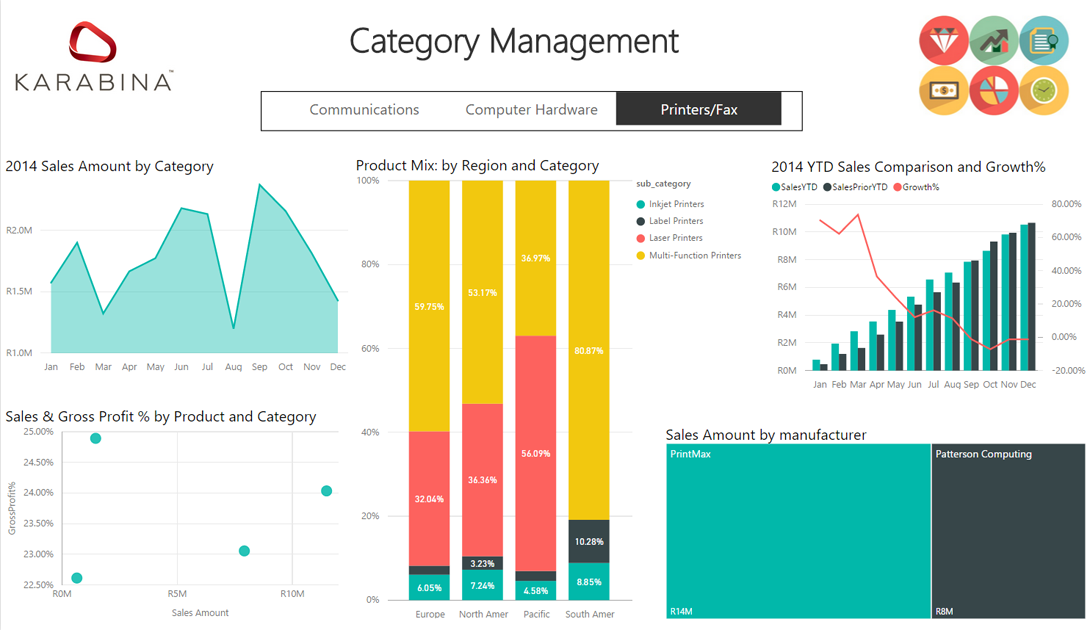 KARABINA™
Category Management
Communications Computer Hardware Printers/Fax
2014 Sales Amount by Category
R2.0M
R1.5M
R1.0M
Jan Feb Mar Apr May Jun Jul Aug Sep Oct Nov Dec
Product Mix: by Region and Category
100%
80%
60%
40%
20%
0%
59.75%
32.04%
6.05%
53.17%
36.36%
3.23%
7.24%
36.97%
56.09%
4.58%
80.87%
10.28%
8.85%
Europe North Amer Pacific South Amer
sub_category
Inkjet Printers
Label Printers
Laser Printers
Multi-Function Printers
2014 YTD Sales Comparison and Growth%
SalesYTD SalesPriorYTD Growth%
R12M
R10M
R8M
R6M
R4M
R2M
R0M
80.00%
60.00%
40.00%
20.00%
0.00%
-20.00%
Jan Feb Mar Apr May Jun Jul Aug Sep Oct Nov Dec
Sales & Gross Profit % by Product and Category
GrossProfit%
25.00%
24.50%
24.00%
23.50%
23.00%
22.50%
R0M R5M R10M
Sales Amount
Sales Amount by manufacturer
PrintMax
R14M
Patterson Computing
R8M